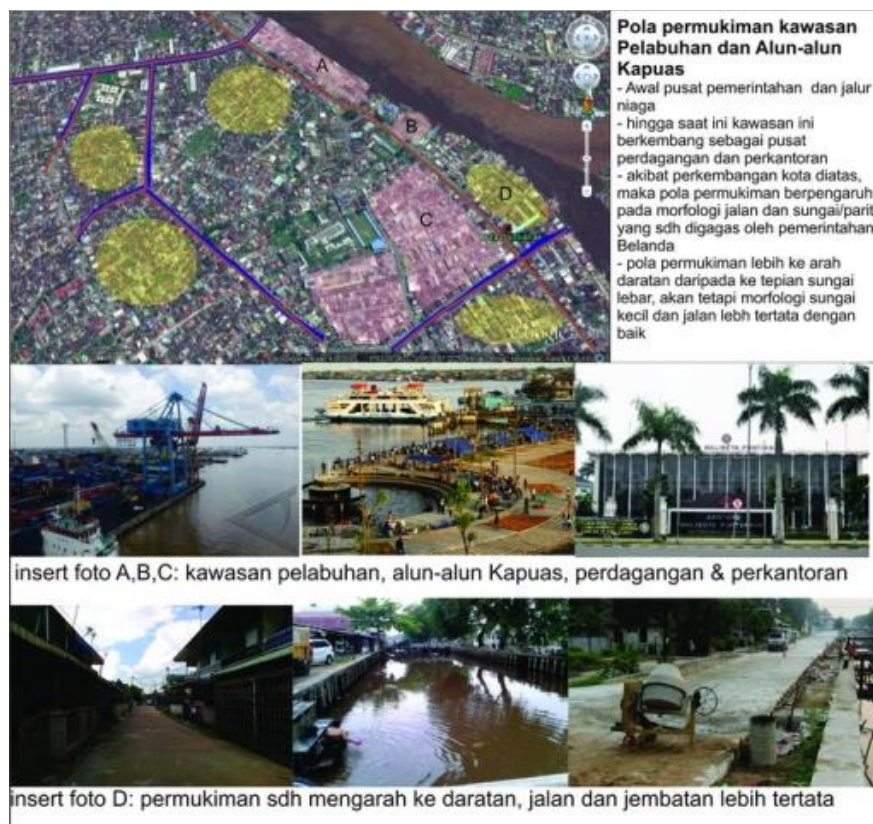 Pola permukiman kawasan
Pelabuhan dan Alun-alun
Kapuas
- Awal pusat pemerintahan dan jalur
niaga
- hingga saat ini kawasan ini
berkembang sebagai pusat
perdagangan dan perkantoran
- akibat perkembangan kota diatas,
maka pola permukiman berpengaruh
pada morfologi jalan dan sungai/parit
yang sdh digagas oleh pemerintahan
Belanda
- pola permukiman lebih ke arah
daratan daripada ke tepian sungai
lebar, akan tetapi morfologi sungai
kecil dan jalan lebh tertata dengan
baik
A
B
C
D
insert foto A,B,C: kawasan pelabuhan, alun-alun Kapuas, perdagangan & perkantoran
insert foto D: permukiman sdh mengarah ke daratan, jalan dan jembatan lebih tertata